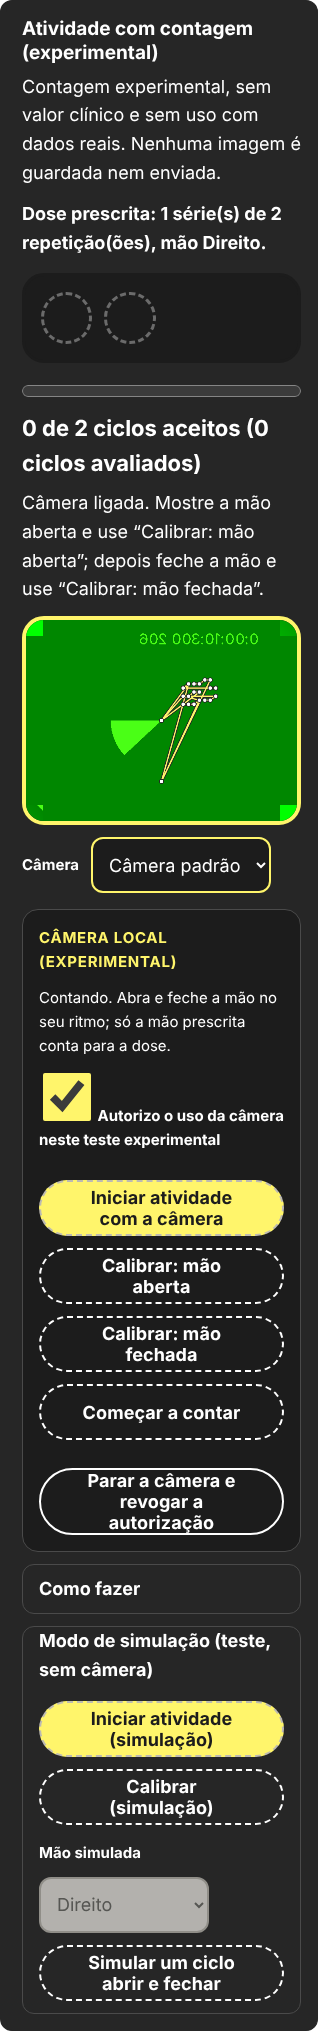 Atividade com contagem
(experimental)
Contagem experimental, sem
valor clínico e sem uso com
dados reais. Nenhuma imagem é
guardada nem enviada.
Dose prescrita: 1 série(s) de 2
repetição(ões), mão Direito.
0 de 2 ciclos aceitos (0
ciclos avaliados)
Câmera ligada. Mostre a mão
aberta e use “Calibrar: mão
aberta”; depois feche a mão e
use “Calibrar: mão fechada”.
0:00:10:300 206
Câmera
Câmera padrão
CÂMERA LOCAL
(EXPERIMENTAL)
Contando. Abra e feche a mão no
seu ritmo; só a mão prescrita
conta para a dose.
Autorizo o uso da câmera
neste teste experimental
Iniciar atividade
com a câmera
Calibrar: mão
aberta
Calibrar: mão
fechada
Começar a contar
Parar a câmera e
revogar a
autorização
Como fazer
Modo de simulação (teste,
sem câmera)
Iniciar atividade
(simulação)
Calibrar
(simulação)
Mão simulada
Direito
Simular um ciclo
abrir e fechar